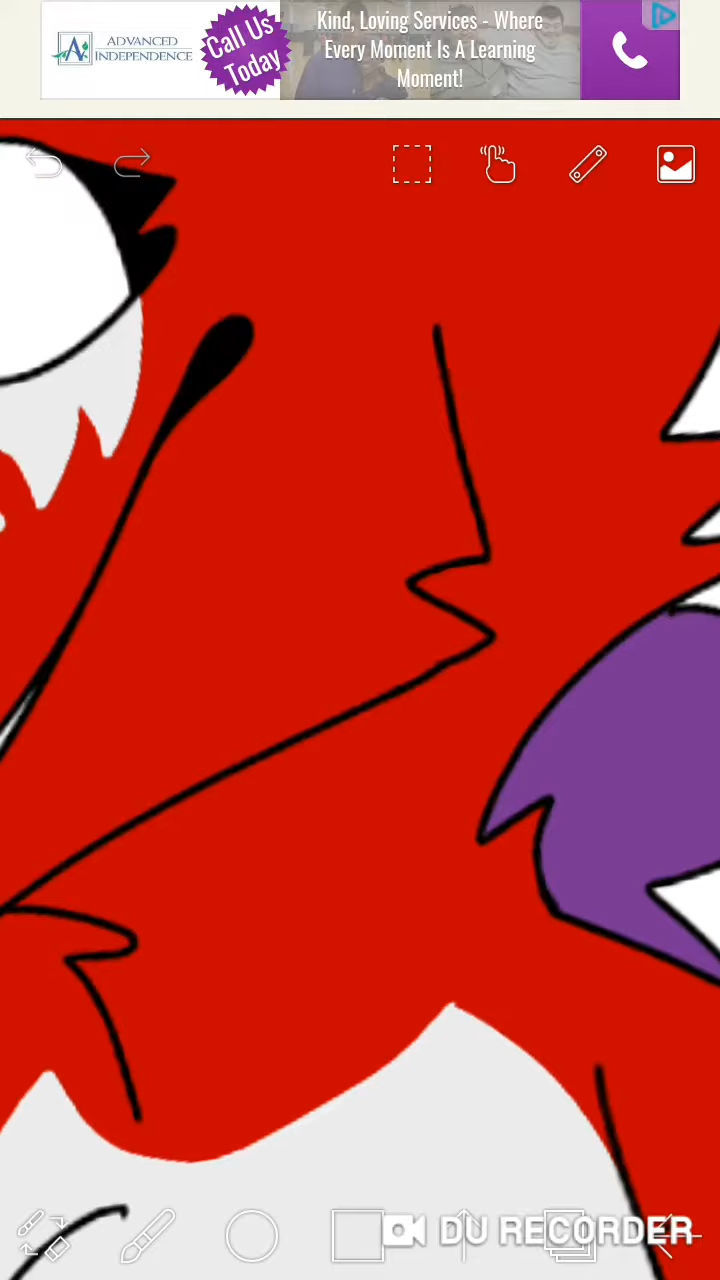 ADVANCED
INDEPENDENCE
Call Us
Today
Kind, Loving Services - Where
Every Moment Is A Learning
Moment!
DU RECORDER